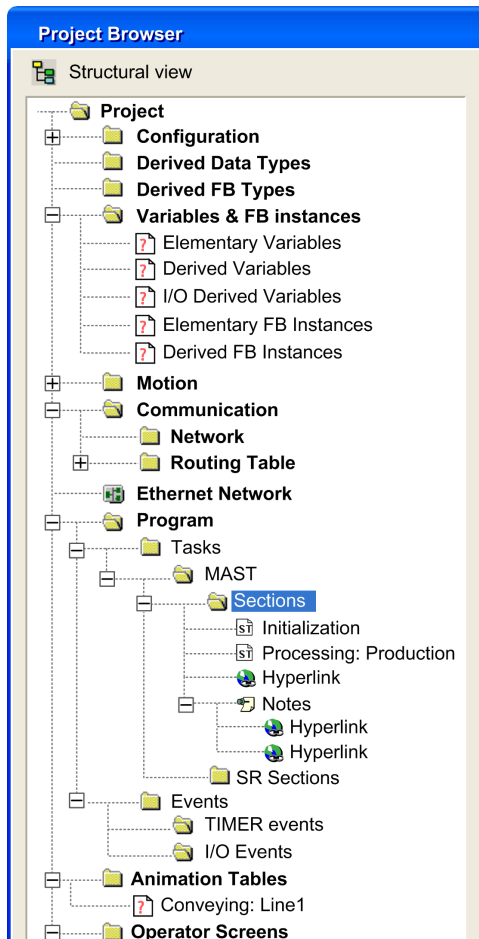 Project Browser
Structural view
Project
Configuration
Derived Data Types
Derived FB Types
Variables & FB instances
Elementary Variables
Derived Variables
I/O Derived Variables
Elementary FB Instances
Derived FB Instances
Motion
Communication
Network
Routing Table
Ethernet Network
Program
Tasks
MAST
Sections
ST Initialization
ST Processing: Production
Hyperlink
Notes
Hyperlink
Hyperlink
SR Sections
Events
TIMER events
I/O Events
Animation Tables
Conveying: Line1
Operator Screens